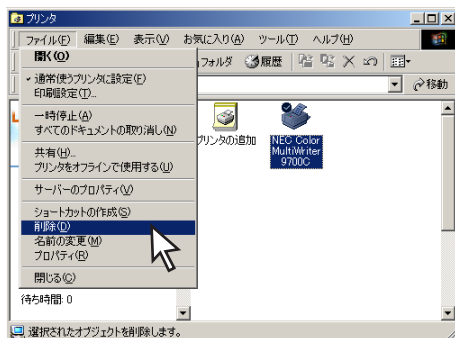 プリンタ
ファイル(F) 編集(E) 表示(V) お気に入り(A) ツール(T) ヘルプ(H)
開く(O)
フォルダ 履歴
通常使うプリンタに設定(F)
印刷設定(T)...
移動
一時停止(A)
すべてのドキュメントの取り消し(N)
プリンタの追加
NEC Color
MultiWriter
9700C
共有(H)...
プリンタをオフラインで使用する(U)
サーバーのプロパティ(V)
ショートカットの作成(S)
削除(D)
名前の変更(M)
プロパティ(R)
閉じる(C)
待ち時間: 0
選択されたオブジェクトを削除します。